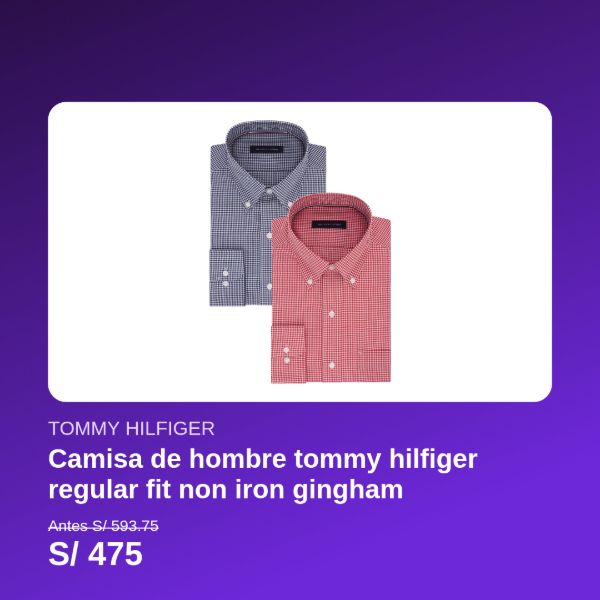 TOMMY HILFIGER
Camisa de hombre tommy hilfiger
regular fit non iron gingham
Antes S/ 593.75
S/ 475